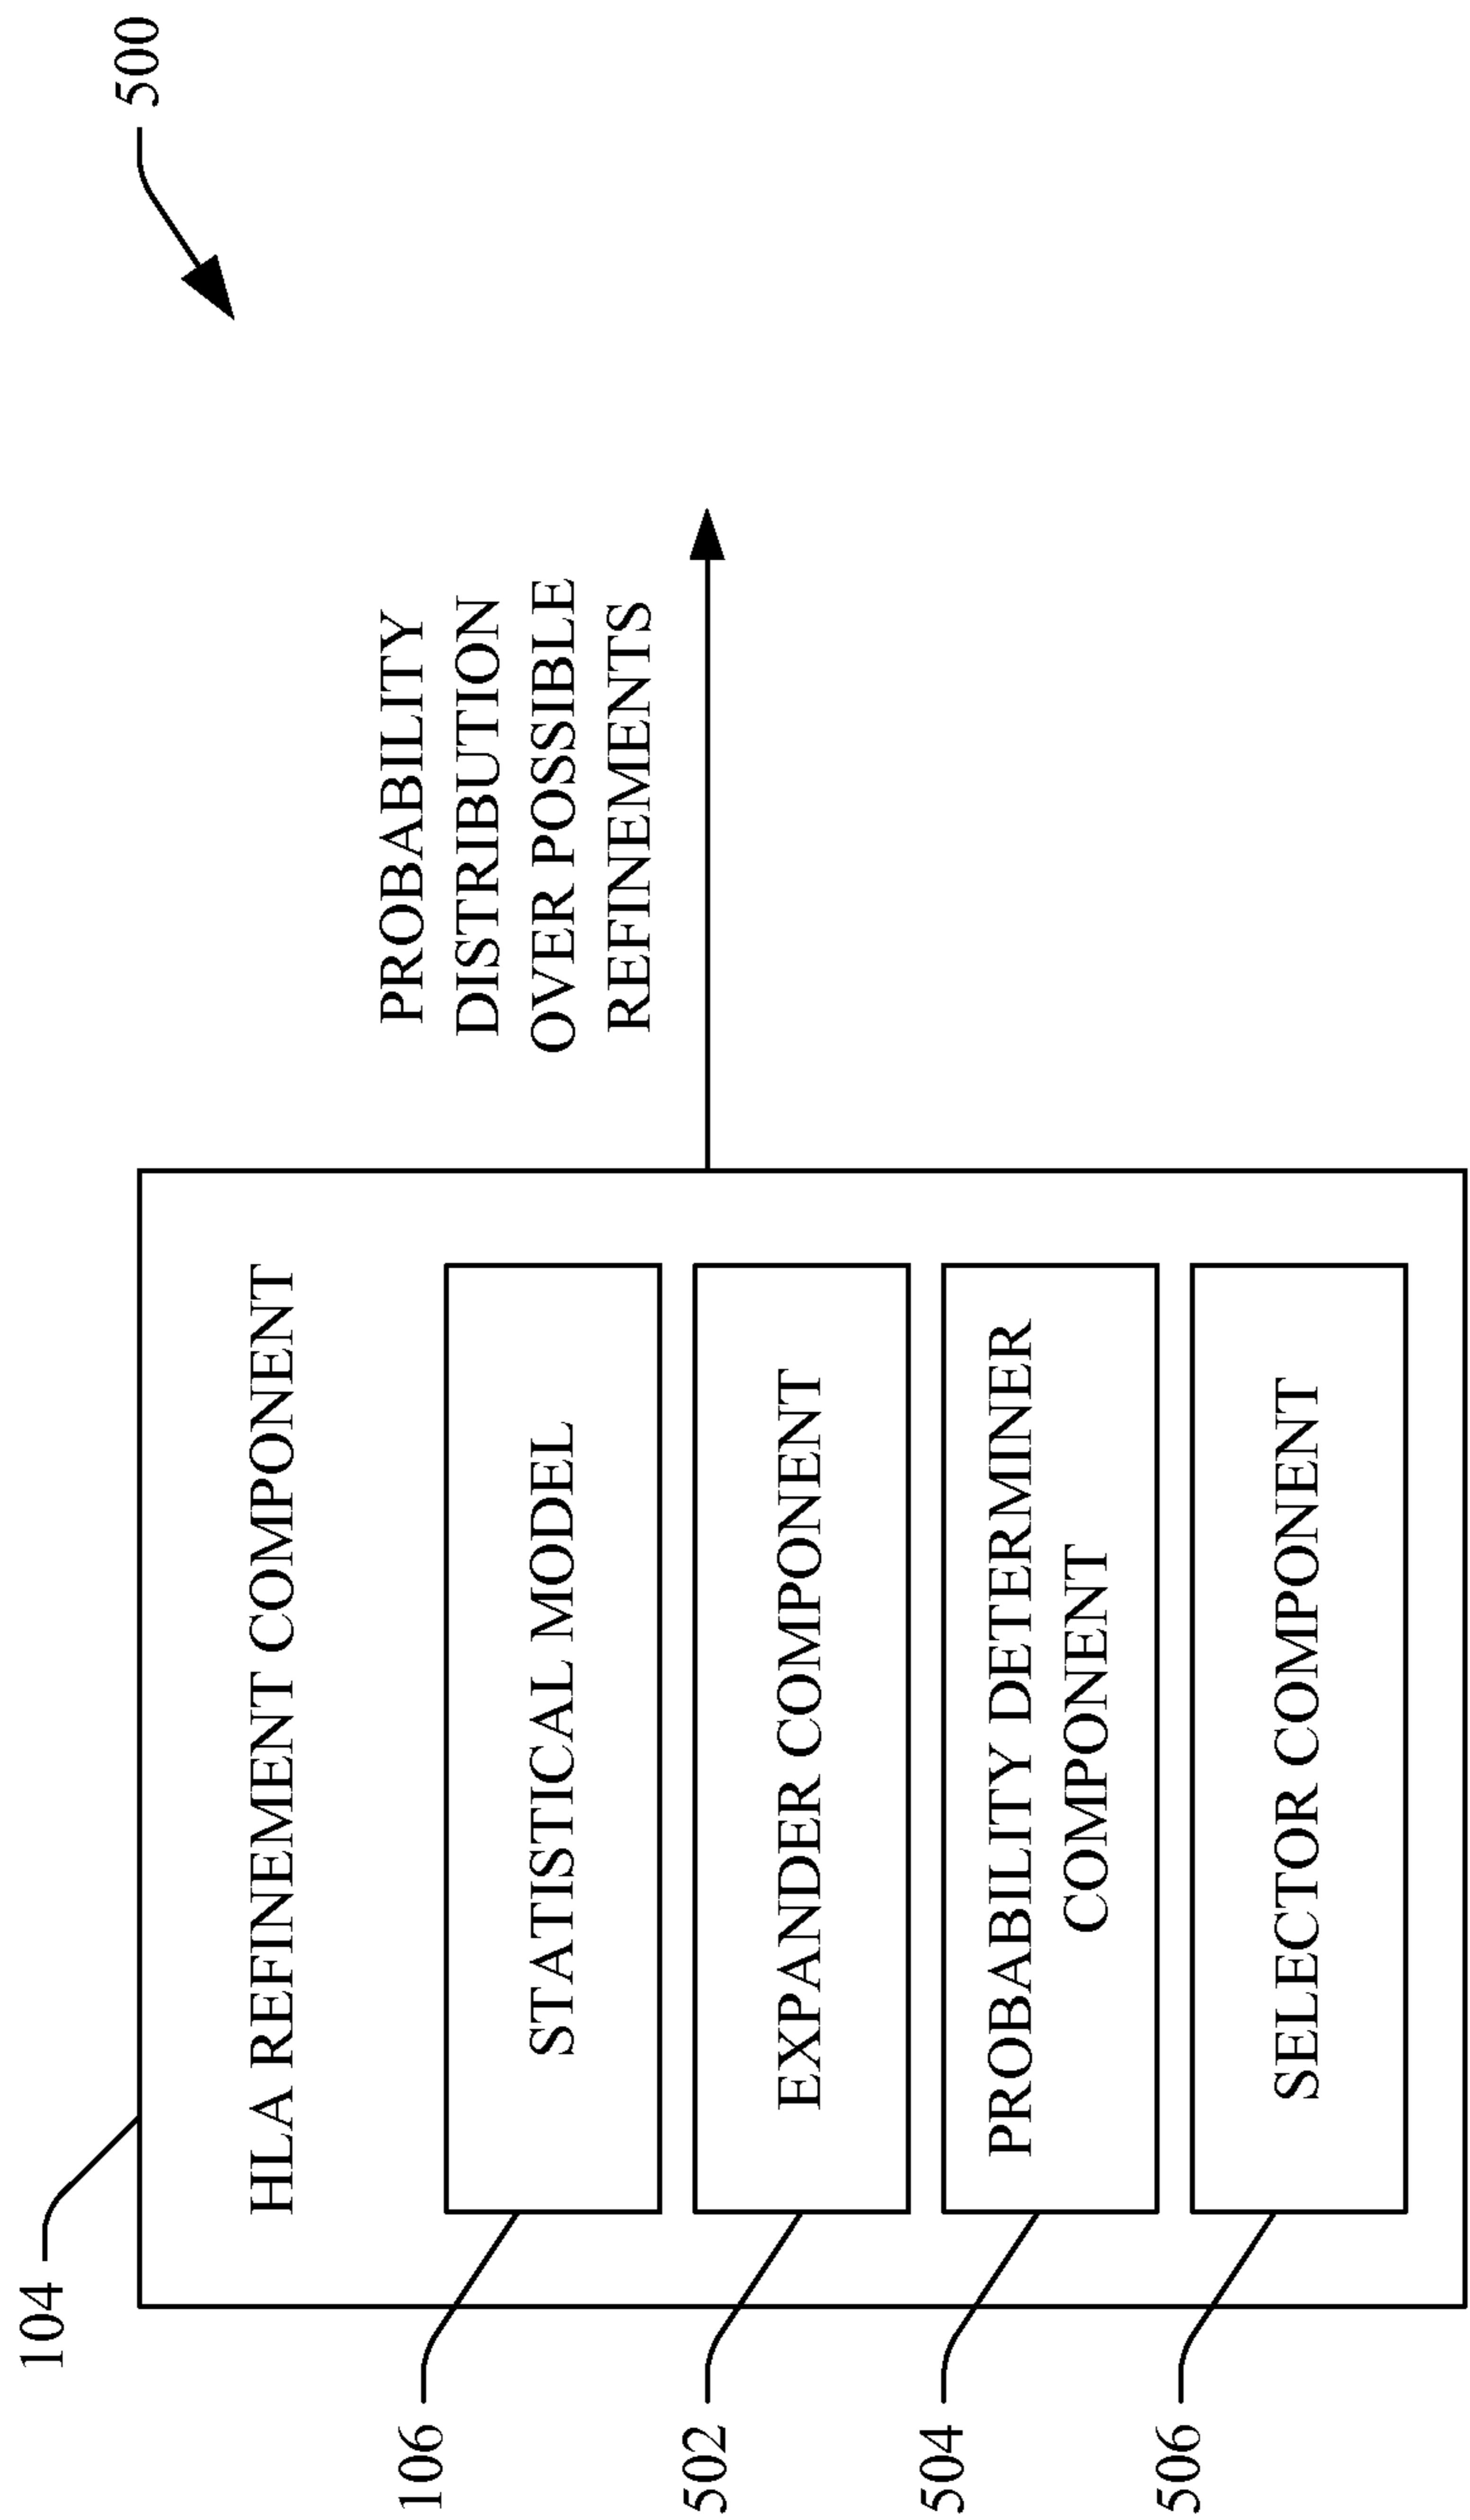 500
104
HLA REFINEMENT COMPONENT
106
STATISTICAL MODEL
502
EXPANDER COMPONENT
504
PROBABILITY DETERMINER
COMPONENT
506
SELECTOR COMPONENT
PROBABILITY
DISTRIBUTION
OVER POSSIBLE
REFINEMENTS